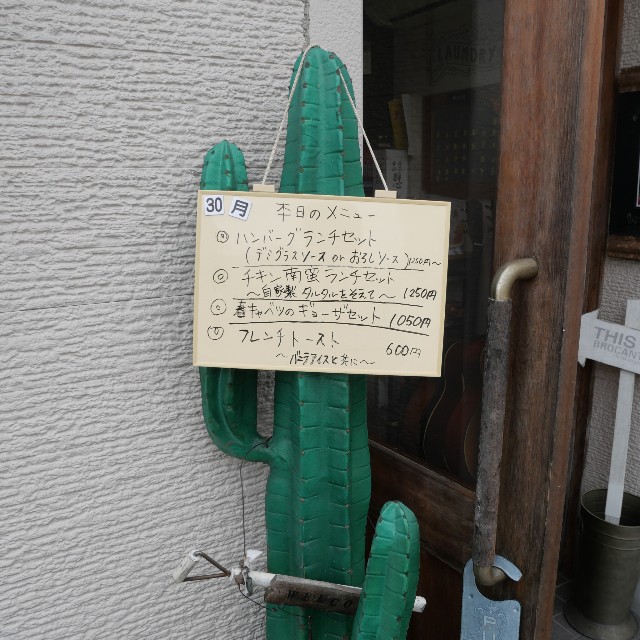 30 月
本日のメニュー
Ⓐ ハンバーグランチセット
(デミグラスソース or おろしソース) 1250円〜
Ⓑ チキン南蛮ランチセット
〜自家製 タルタルを添えて〜 1250円
Ⓒ 春キャベツのギョーザセット 1050円
Ⓓ フレンチトースト
〜バニラアイスと共に〜 600円
LAUNDRY
THIS
BROCANT